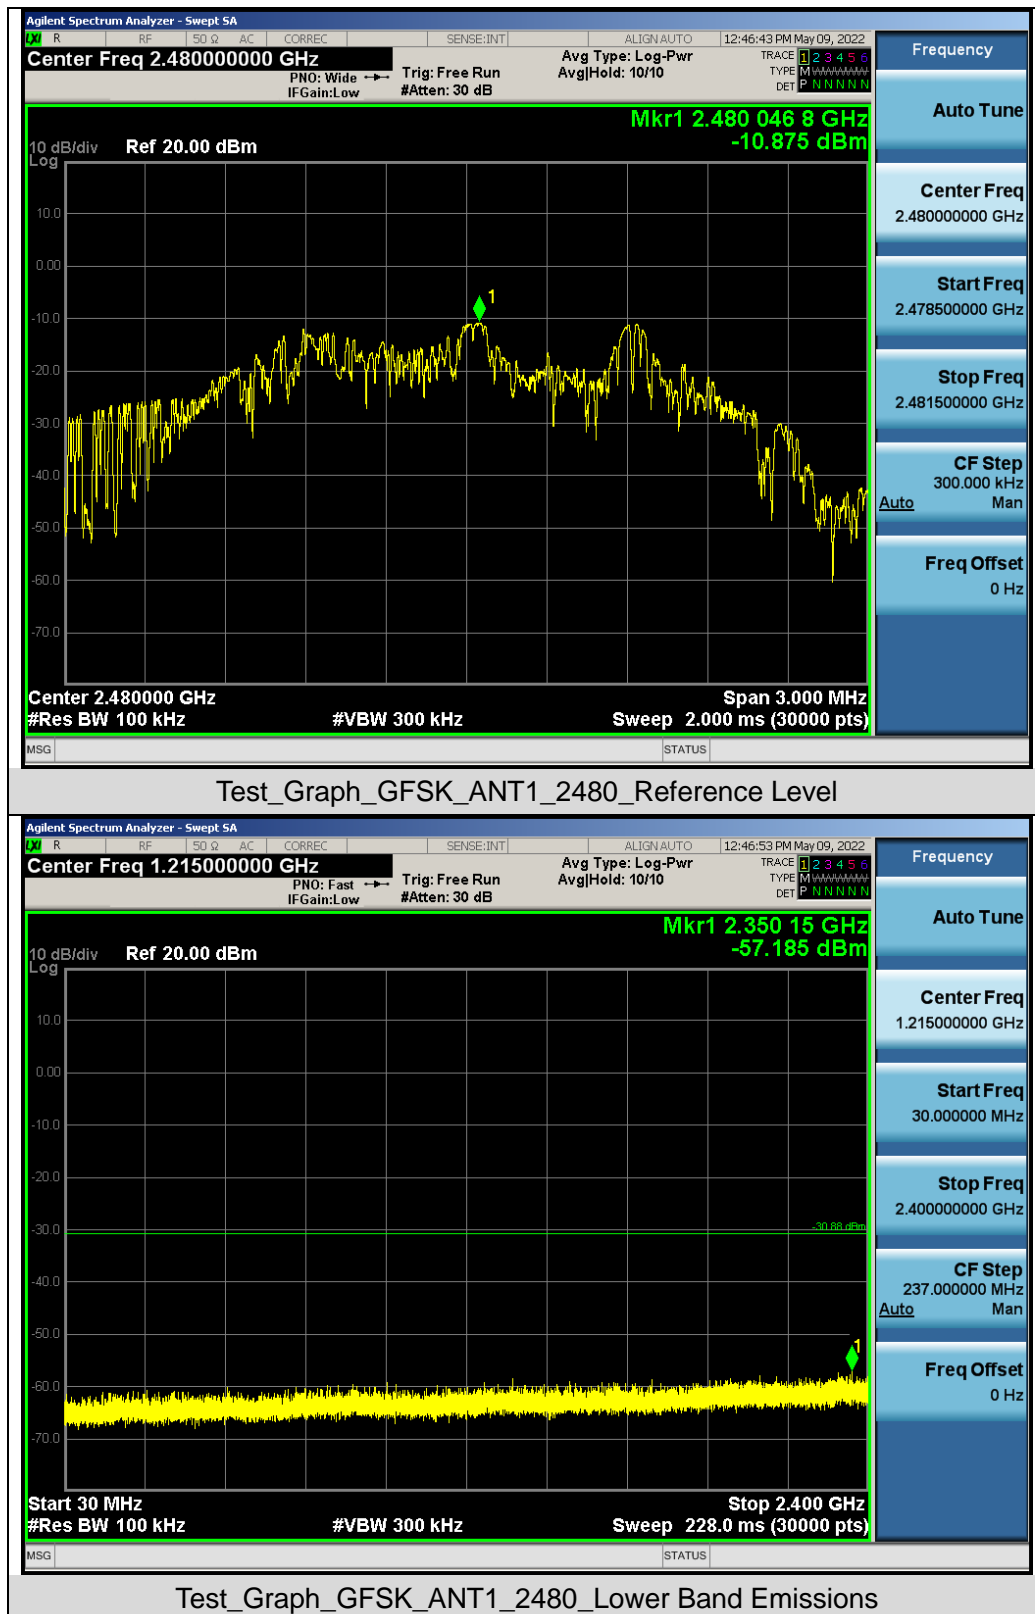 Agilent Spectrum Analyzer - Swept SA
LXI R RF 50 Ω AC CORREC SENSE:INT ALIGN AUTO 12:46:43 PM May 09, 2022
Center Freq 2.480000000 GHz
PNO: Wide
IFGain:Low
Trig: Free Run
#Atten: 30 dB
Avg Type: Log-Pwr
Avg|Hold: 10/10
TRACE 1 2 3 4 5 6
TYPE M
DET P N N N N N
Mkr1 2.480 046 8 GHz
-10.875 dBm
10 dB/div Ref 20.00 dBm
Log
10.0
0.00
-10.0
-20.0
-30.0
-40.0
-50.0
-60.0
-70.0
1
Center 2.480000 GHz Span 3.000 MHz
#Res BW 100 kHz #VBW 300 kHz Sweep 2.000 ms (30000 pts)
MSG STATUS
Frequency
Auto Tune
Center Freq
2.480000000 GHz
Start Freq
2.478500000 GHz
Stop Freq
2.481500000 GHz
CF Step
300.000 kHz
Auto Man
Freq Offset
0 Hz
Test_Graph_GFSK_ANT1_2480_Reference Level
Agilent Spectrum Analyzer - Swept SA
LXI R RF 50 Ω AC CORREC SENSE:INT ALIGN AUTO 12:46:53 PM May 09, 2022
Center Freq 1.215000000 GHz
PNO: Fast
IFGain:Low
Trig: Free Run
#Atten: 30 dB
Avg Type: Log-Pwr
Avg|Hold: 10/10
TRACE 1 2 3 4 5 6
TYPE M
DET P N N N N N
Mkr1 2.350 15 GHz
-57.185 dBm
10 dB/div Ref 20.00 dBm
Log
10.0
0.00
-10.0
-20.0
-30.0
-40.0
-50.0
-60.0
-70.0
-30.88 dBm
1
Start 30 MHz Stop 2.400 GHz
#Res BW 100 kHz #VBW 300 kHz Sweep 228.0 ms (30000 pts)
MSG STATUS
Frequency
Auto Tune
Center Freq
1.215000000 GHz
Start Freq
30.000000 MHz
Stop Freq
2.400000000 GHz
CF Step
237.000000 MHz
Auto Man
Freq Offset
0 Hz
Test_Graph_GFSK_ANT1_2480_Lower Band Emissions